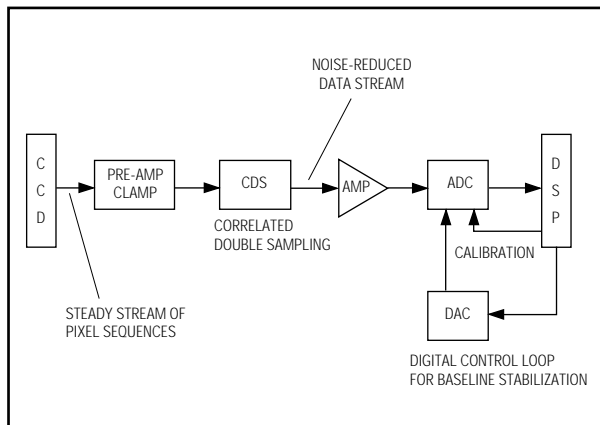 NOISE-REDUCED
DATA STREAM
C
C
D
PRE-AMP
CLAMP
CDS
AMP
ADC
D
S
P
CORRELATED
DOUBLE SAMPLING
CALIBRATION
STEADY STREAM OF
PIXEL SEQUENCES
DAC
DIGITAL CONTROL LOOP
FOR BASELINE STABILIZATION